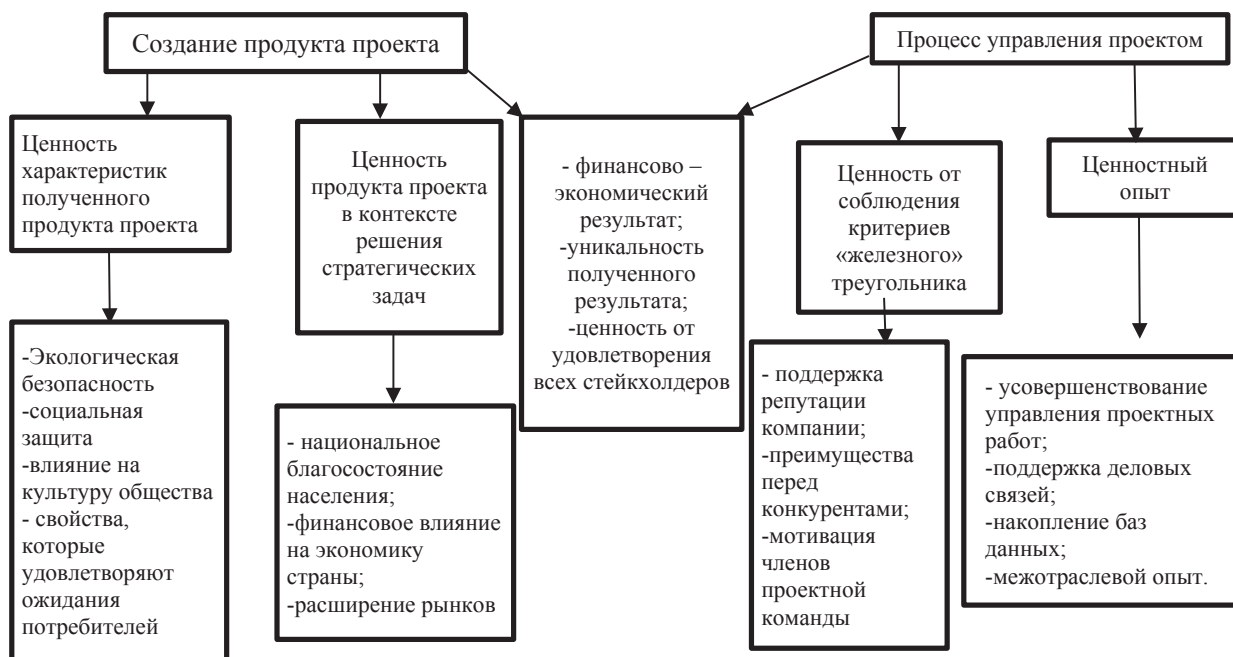 Создание продукта проекта
Процесс управления проектом
Ценность
характеристик
полученного
продукта проекта
Ценность
продукта проекта
в контексте
решения
стратегических
задач
- финансово –
экономический
результат;
-уникальность
полученного
результата;
-ценность от
удовлетворения
всех стейкхолдеров
Ценность от
соблюдения
критериев
«железного»
треугольника
Ценностный
опыт
-Экологическая
безопасность
-социальная
защита
-влияние на
культуру общества
- свойства,
которые
удовлетворяют
ожидания
потребителей
- национальное
благосостояние
населения;
-финансовое влияние
на экономику
страны;
-расширение рынков
- поддержка
репутации
компании;
-преимущества
перед
конкурентами;
-мотивация
членов
проектной
команды
- усовершенствование
управления проектных
работ;
-поддержка деловых
связей;
-накопление баз
данных;
-межотраслевой опыт.